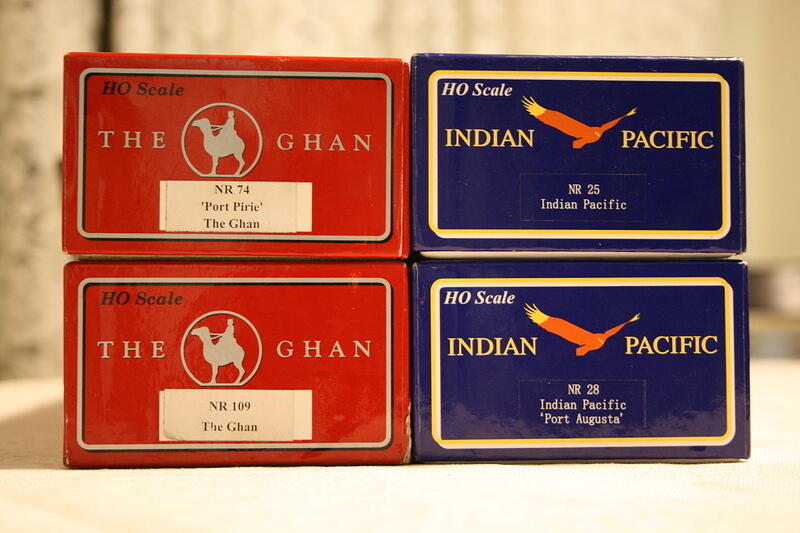 HO Scale
THE GHAN
NR 74
'Port Pirie'
The Ghan
HO Scale
INDIAN PACIFIC
NR 25
Indian Pacific
HO Scale
THE GHAN
NR 109
The Ghan
HO Scale
INDIAN PACIFIC
NR 28
Indian Pacific
‘Port Augusta’